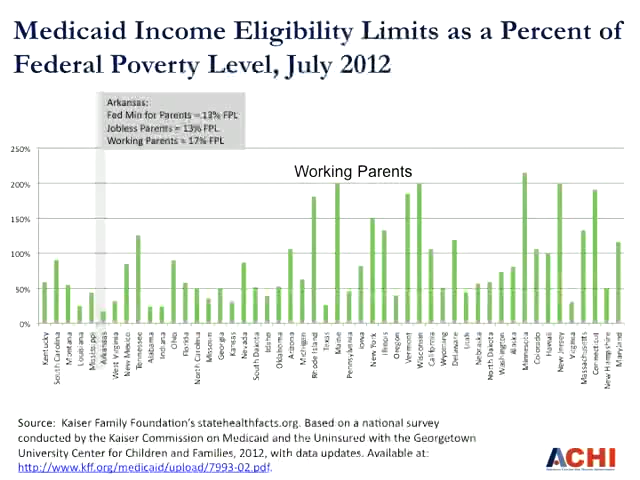 Medicaid Income Eligibility Limits as a Percent of
Federal Poverty Level, July 2012
Arkansas:
Fed Min for Parents = 13% FPL
Jobless Parents = 13% FPL
Working Parents = 17% FPL
250%
200%
150%
100%
50%
0%
Working Parents
Kentucky
South Carolina
Montana
Louisiana
Mississippi
Arkansas
West Virginia
New Mexico
Tennessee
Alabama
Indiana
Ohio
Florida
North Carolina
Missouri
Georgia
Kansas
Nevada
South Dakota
Idaho
Oklahoma
Arizona
Michigan
Rhode Island
Texas
Maine
Pennsylvania
Iowa
New York
Illinois
Oregon
Vermont
Wisconsin
California
Wyoming
Delaware
Utah
Nebraska
North Dakota
Washington
Alaska
Minnesota
Colorado
Hawaii
New Jersey
Virginia
Massachusetts
Connecticut
New Hampshire
Maryland
Source: Kaiser Family Foundation's statehealthfacts.org. Based on a national survey
conducted by the Kaiser Commission on Medicaid and the Uninsured with the Georgetown
University Center for Children and Families, 2012, with data updates. Available at:
http://www.kff.org/medicaid/upload/7993-02.pdf.
ACHI